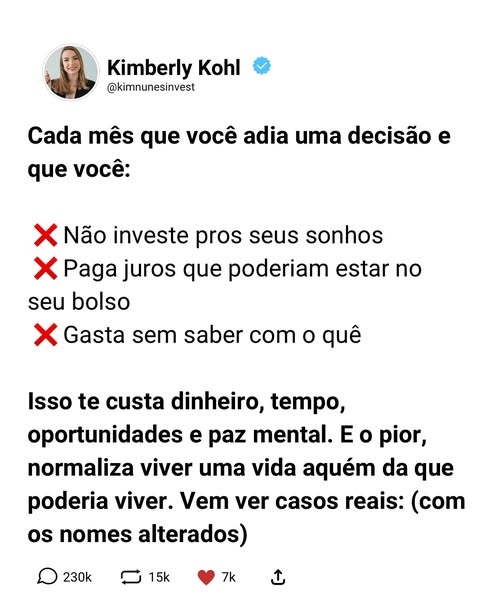 Kimberly Kohl
@kimnunesinvest
Cada mês que você adia uma decisão e
que você:
❌ Não investe pros seus sonhos
❌ Paga juros que poderiam estar no
seu bolso
❌ Gasta sem saber com o quê
Isso te custa dinheiro, tempo,
oportunidades e paz mental. E o pior,
normaliza viver uma vida aquém da que
poderia viver. Vem ver casos reais: (com
os nomes alterados)
230k 15k 7k